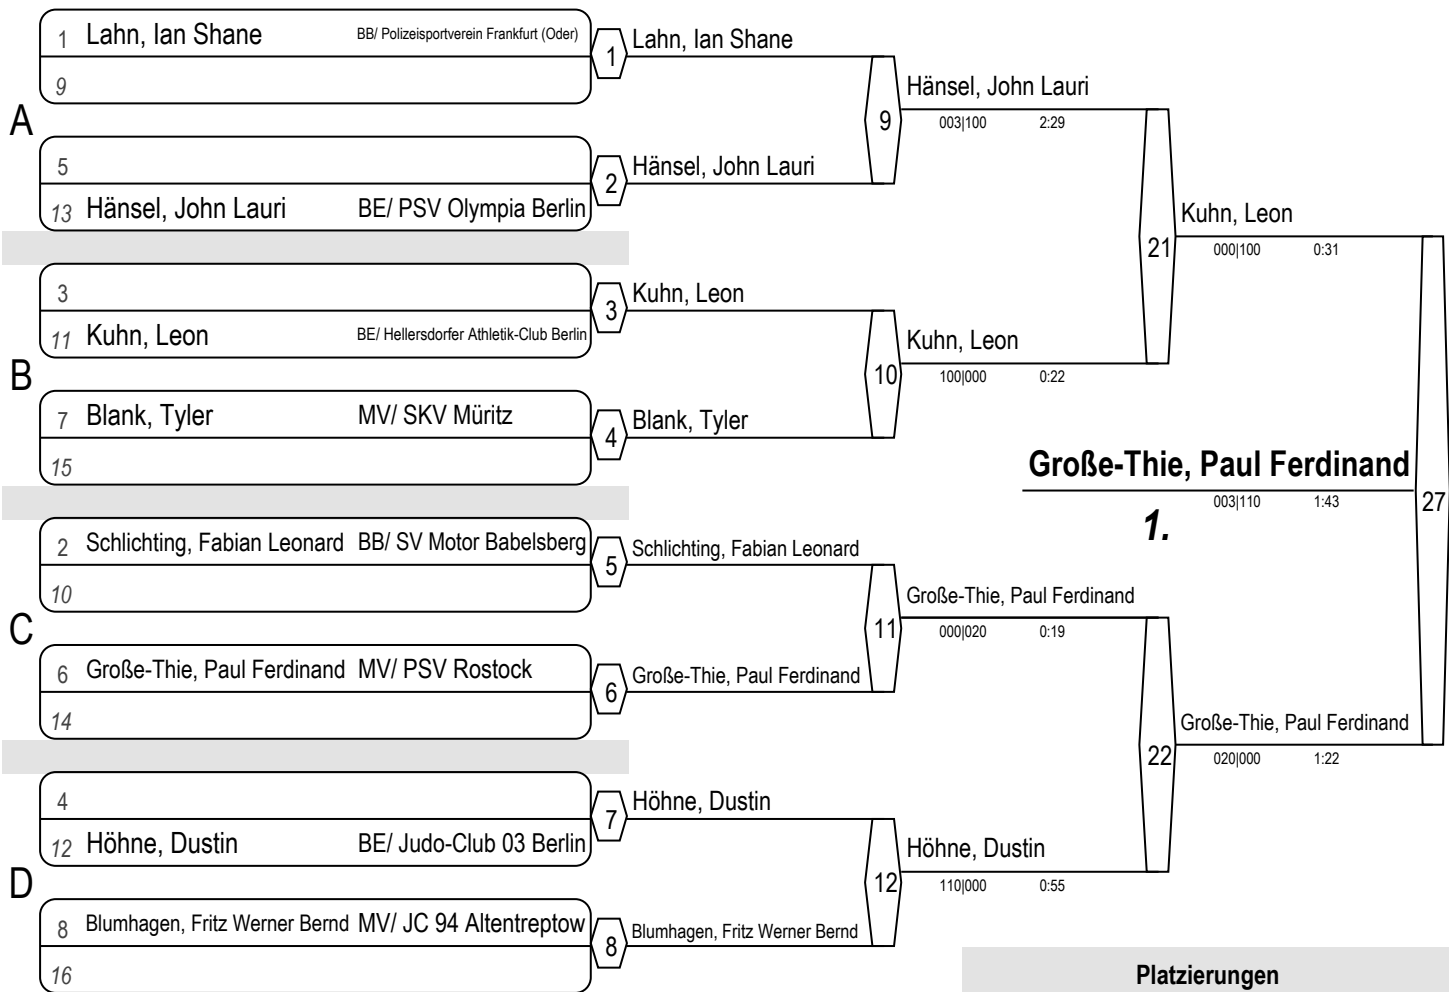 1 Lahn, Ian Shane BB/ Polizeisportverein Frankfurt (Oder)
1 Lahn, Ian Shane
9
Hänsel, John Lauri
A
9 003|100 2:29
5
2 Hänsel, John Lauri
13 Hänsel, John Lauri BE/ PSV Olympia Berlin
Kuhn, Leon
21 000|100 0:31
3
3 Kuhn, Leon
11 Kuhn, Leon BE/ Hellersdorfer Athletik-Club Berlin
Kuhn, Leon
B
10 100|000 0:22
7 Blank, Tyler MV/ SKV Müritz
4 Blank, Tyler
15
Große-Thie, Paul Ferdinand
003|110 1:43 27
1.
2 Schlichting, Fabian Leonard BB/ SV Motor Babelsberg
5 Schlichting, Fabian Leonard
10
Große-Thie, Paul Ferdinand
C
11 000|020 0:19
6 Große-Thie, Paul Ferdinand MV/ PSV Rostock
6 Große-Thie, Paul Ferdinand
14
Große-Thie, Paul Ferdinand
22 020|000 1:22
4
7 Höhne, Dustin
12 Höhne, Dustin BE/ Judo-Club 03 Berlin
Höhne, Dustin
D
12 110|000 0:55
8 Blumhagen, Fritz Werner Bernd MV/ JC 94 Altentreptow
8 Blumhagen, Fritz Werner Bernd
16
Platzierungen